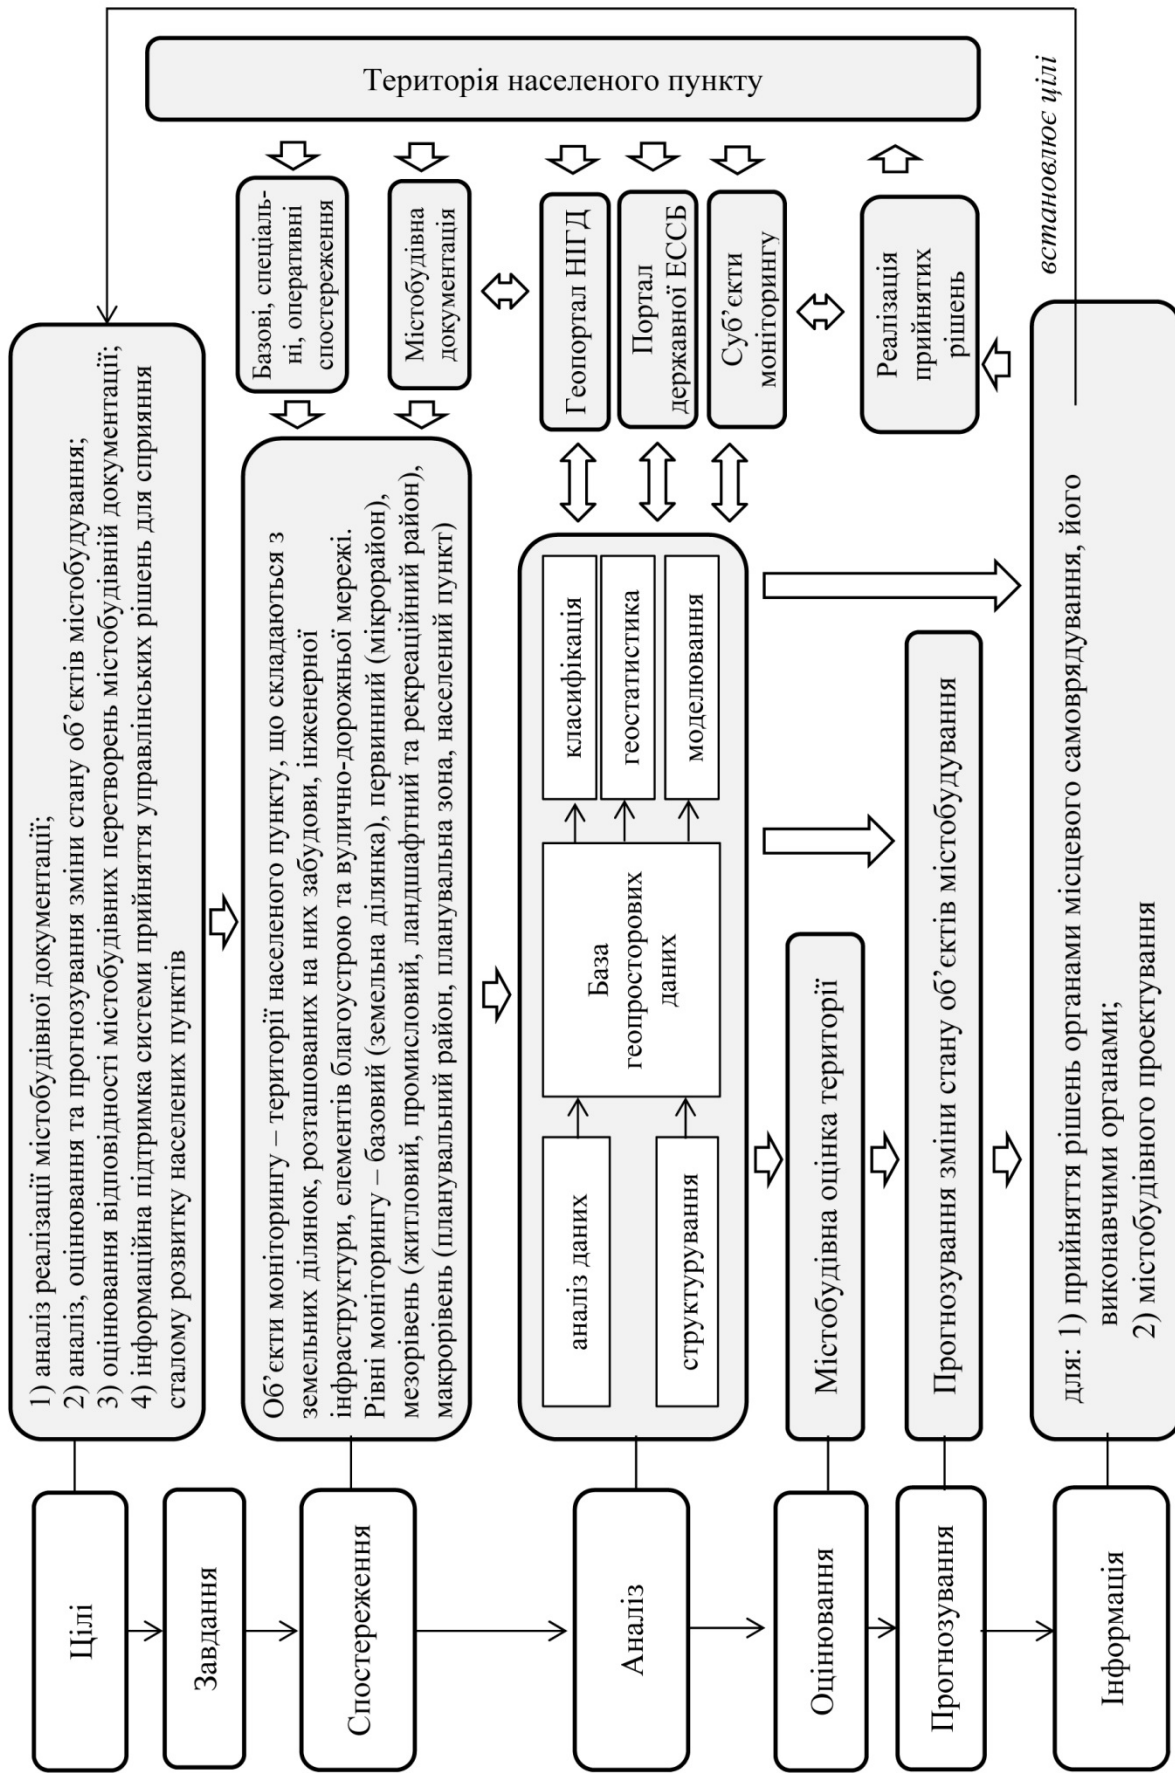 Цілі
Завдання
Спостереження
Аналіз
Оцінювання
Прогнозування
Інформація
1) аналіз реалізації містобудівної документації;
2) аналіз, оцінювання та прогнозування зміни стану об’єктів містобудування;
3) оцінювання відповідності містобудівних перетворень містобудівній документації;
4) інформаційна підтримка системи прийняття управлінських рішень для сприяння
сталому розвитку населених пунктів
Об’єкти моніторингу – території населеного пункту, що складаються з
земельних ділянок, розташованих на них забудови, інженерної
інфраструктури, елементів благоустрою та вулично-дорожньої мережі.
Рівні моніторингу – базовий (земельна ділянка), первинний (мікрорайон),
мезорівень (житловий, промисловий, ландшафтний та рекреаційний район),
макрорівень (планувальний район, планувальна зона, населений пункт)
аналіз даних
структурування
База
геопросторових
даних
класифікація
геостатистика
моделювання
Містобудівна оцінка території
Прогнозування зміни стану об’єктів містобудування
для: 1) прийняття рішень органами місцевого самоврядування, його
виконавчими органами;
2) містобудівного проектування
Базові, спеціаль-
ні, оперативні
спостереження
Містобудівна
документація
Геопортал НІГД
Портал
державної ЕССБ
Суб’єкти
моніторингу
Реалізація
прийнятих
рішень
Територія населеного пункту
встановлює цілі